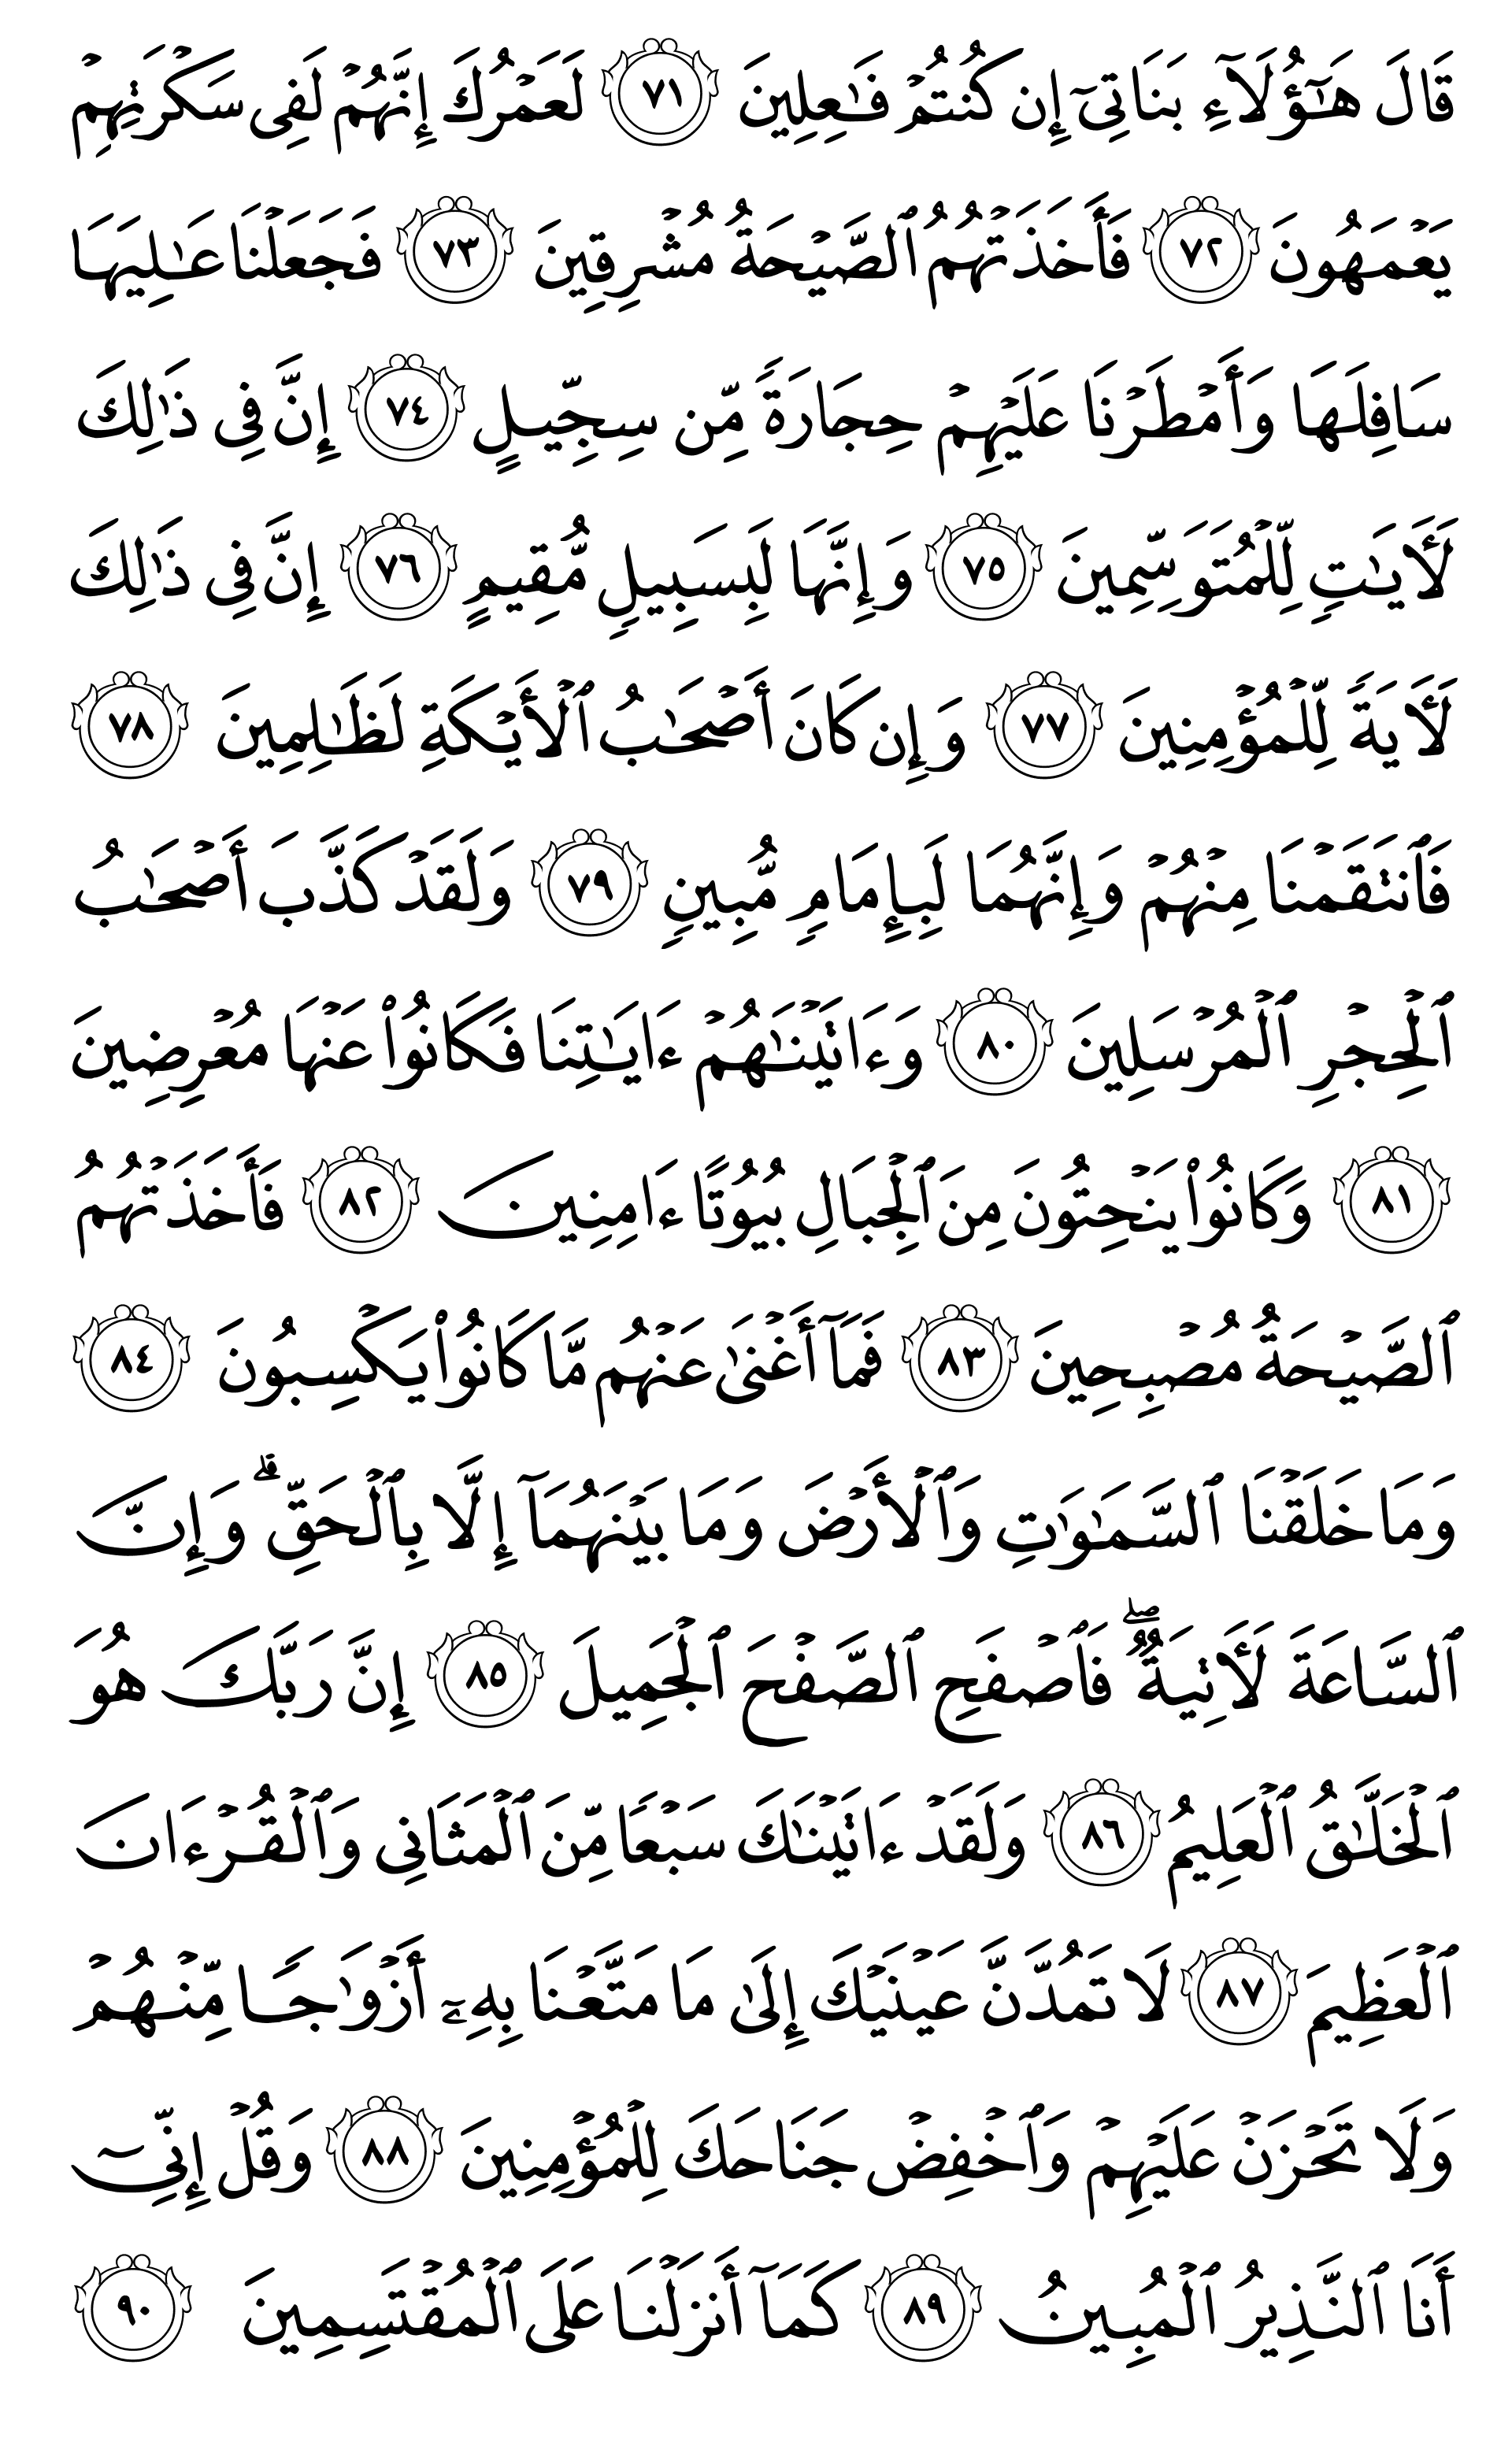 قَالَ هَـٰٓؤُلَآءِ بَنَاتِىٓ إِن كُنتُمۡ فَـٰعِلِينَ ٧١ لَعَمۡرُكَ إِنَّهُمۡ لَفِى سَكۡرَتِهِمۡ
يَعۡمَهُونَ ٧٢ فَأَخَذَتۡهُمُ ٱلصَّيۡحَةُ مُشۡرِقِينَ ٧٣ فَجَعَلۡنَا عَـٰلِيَهَا
سَافِلَهَا وَأَمۡطَرۡنَا عَلَيۡهِمۡ حِجَارَةً مِّن سِجِّيلٍ ٧٤ إِنَّ فِى ذَٰلِكَ
لَأَيَـٰتٍ لِّلۡمُتَوَسِّمِينَ ٧٥ وَإِنَّهَا لَبِسَبِيلٍ مُّقِيمٍ ٧٦ إِنَّ فِى ذَٰلِكَ
لَأَيَةً لِّلۡمُؤۡمِنِينَ ٧٧ وَإِن كَانَ أَصۡحَـٰبُ ٱلۡأَيۡكَةِ لَظَـٰلِمِينَ ٧٨
فَٱنتَقَمۡنَا مِنۡهُمۡ وَإِنَّهُمَا لَبِإِمَامٍ مُّبِينٍ ٧٩ وَلَقَدۡ كَذَّبَ أَصۡحَـٰبُ
ٱلۡحِجۡرِ ٱلۡمُرۡسَلِينَ ٨٠ وَءَاتَيۡنَـٰهُمۡ ءَايَـٰتِنَا فَكَانُوا۟ عَنۡهَا مُعۡرِضِينَ
٨١ وَكَانُوا۟ يَنۡحِتُونَ مِنَ ٱلۡجِبَالِ بُيُوتًا ءَامِنِينَ ٨٢ فَأَخَذَتۡهُمُ
ٱلصَّيۡحَةُ مُصۡبِحِينَ ٨٣ فَمَآ أَغۡنَىٰ عَنۡهُم مَّا كَانُوا۟ يَكۡسِبُونَ ٨٤
وَمَا خَلَقۡنَا ٱلسَّمَـٰوَٰتِ وَٱلۡأَرۡضَ وَمَا بَيۡنَهُمَآ إِلَّا بِٱلۡحَقِّۗ وَإِنَّ
ٱلسَّاعَةَ لَأَتِيَةٌۖ فَٱصۡفَحِ ٱلصَّفۡحَ ٱلۡجَمِيلَ ٨٥ إِنَّ رَبَّكَ هُوَ
ٱلۡخَلَّـٰقُ ٱلۡعَلِيمُ ٨٦ وَلَقَدۡ ءَاتَيۡنَـٰكَ سَبۡعًا مِّنَ ٱلۡمَثَانِى وَٱلۡقُرۡءَانَ
ٱلۡعَظِيمَ ٨٧ لَا تَمُدَّنَّ عَيۡنَيۡكَ إِلَىٰ مَا مَتَّعۡنَا بِهِۦٓ أَزۡوَٰجًا مِّنۡهُمۡ
وَلَا تَحۡزَنۡ عَلَيۡهِمۡ وَٱخۡفِضۡ جَنَاحَكَ لِلۡمُؤۡمِنِينَ ٨٨ وَقُلۡ إِنِّىٓ
أَنَا ٱلنَّذِيرُ ٱلۡمُبِينُ ٨٩ كَمَآ أَنزَلۡنَا عَلَى ٱلۡمُقۡتَسِمِينَ ٩٠